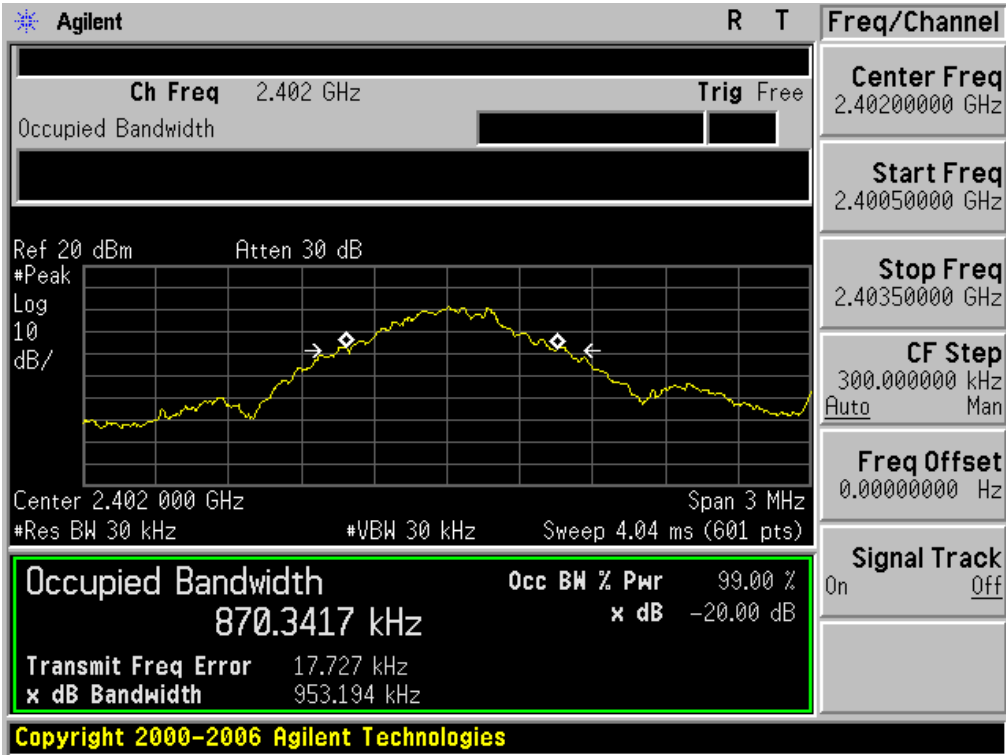 Agilent R T
Ch Freq 2.402 GHz Trig Free
Occupied Bandwidth
Ref 20 dBm Atten 30 dB
#Peak
Log
10
dB/
Center 2.402 000 GHz Span 3 MHz
#Res BW 30 kHz #VBW 30 kHz Sweep 4.04 ms (601 pts)
Occupied Bandwidth Occ BW % Pwr 99.00 %
870.3417 kHz x dB -20.00 dB
Transmit Freq Error 17.727 kHz
x dB Bandwidth 953.194 kHz
Copyright 2000-2006 Agilent Technologies
Freq/Channel
Center Freq
2.40200000 GHz
Start Freq
2.40050000 GHz
Stop Freq
2.40350000 GHz
CF Step
300.000000 kHz
Auto Man
Freq Offset
0.00000000 Hz
Signal Track
On Off